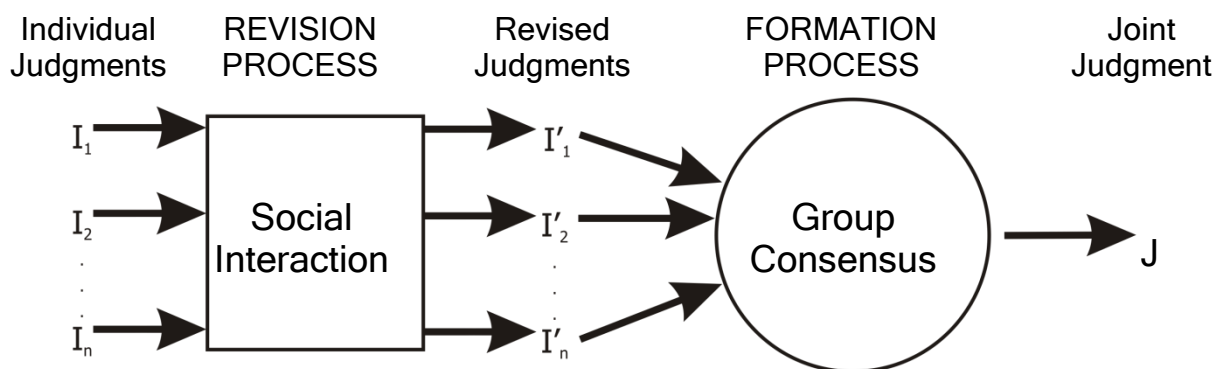 Individual Judgments
REVISION PROCESS
Revised Judgments
FORMATION PROCESS
Joint Judgment
I₁
I₂
.
.
.
Iₙ
Social
Interaction
I′₁
I′₂
.
.
.
I′ₙ
Group
Consensus
J